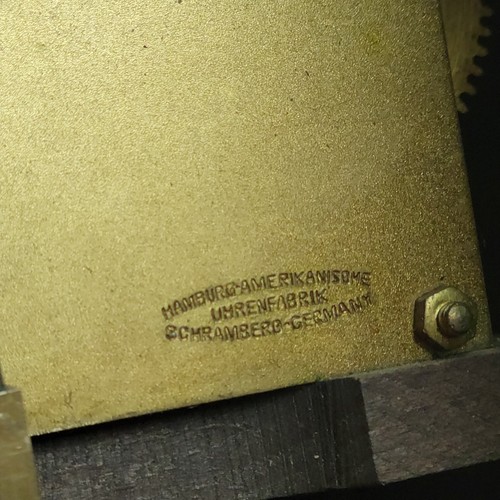 HAMBURG-AMERIKANISCHE
UHRENFABRIK
SCHRAMBERG-GERMANY